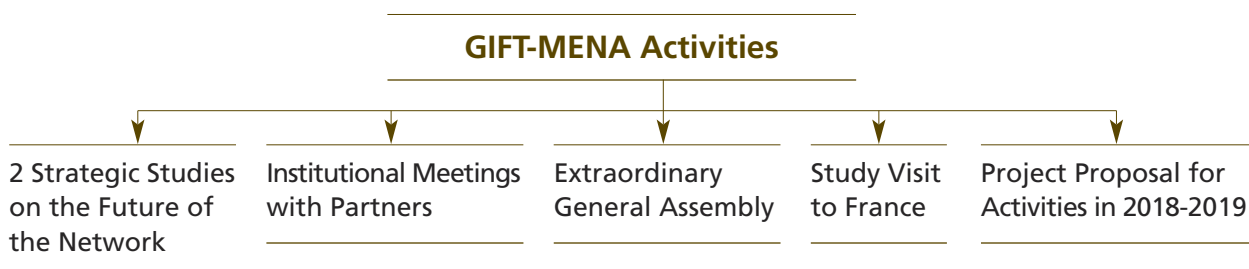 GIFT-MENA Activities
2 Strategic Studies
on the Future of
the Network
Institutional Meetings
with Partners
Extraordinary
General Assembly
Study Visit
to France
Project Proposal for
Activities in 2018-2019